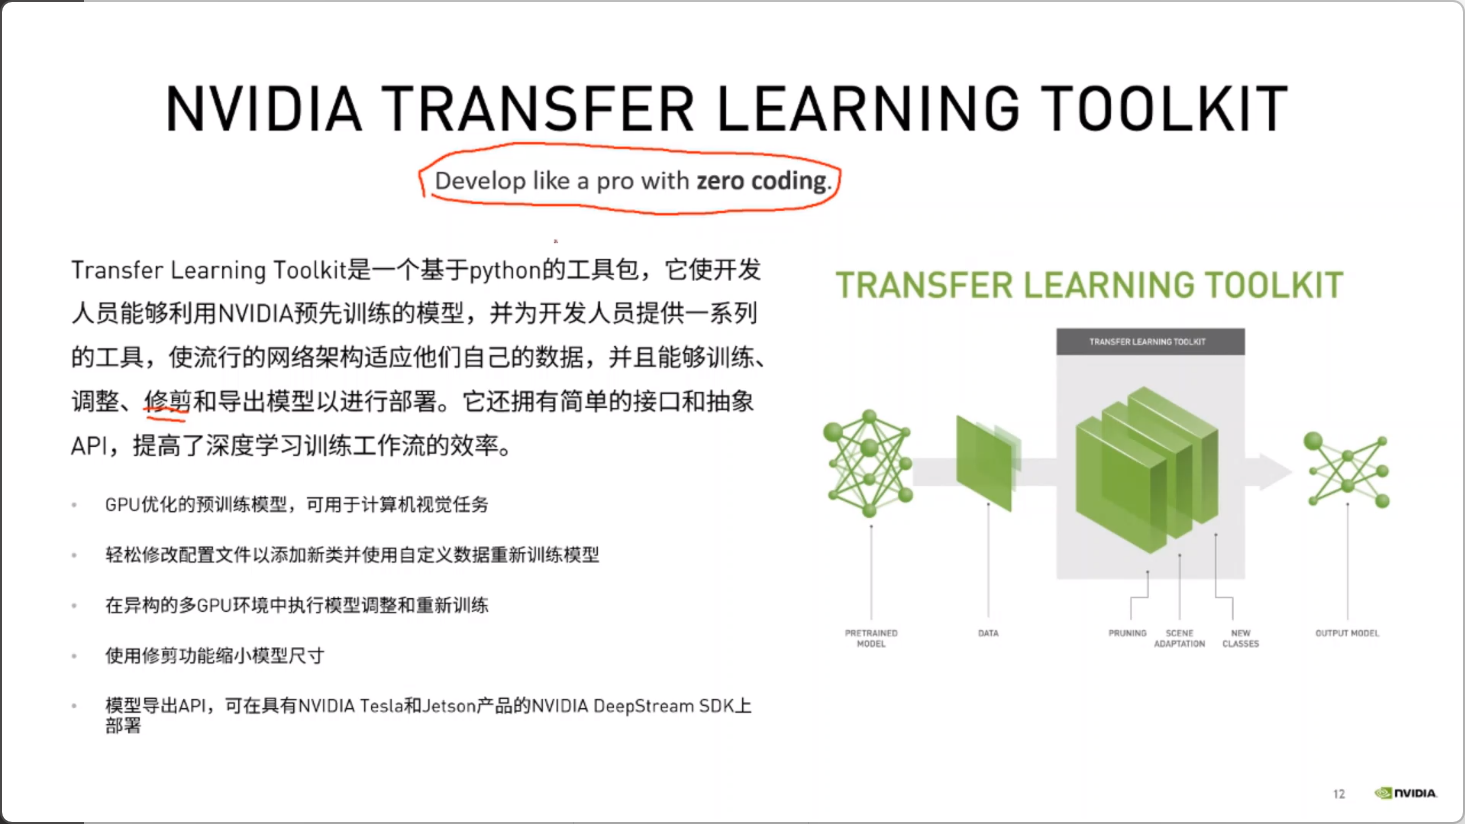 NVIDIA TRANSFER LEARNING TOOLKIT
Develop like a pro with zero coding.
Transfer Learning Toolkit是一个基于python的工具包，它使开发
人员能够利用NVIDIA预先训练的模型，并为开发人员提供一系列
的工具，使流行的网络架构适应他们自己的数据，并且能够训练、
调整、修剪和导出模型以进行部署。它还拥有简单的接口和抽象
API，提高了深度学习训练工作流的效率。
• GPU优化的预训练模型，可用于计算机视觉任务
• 轻松修改配置文件以添加新类并使用自定义数据重新训练模型
• 在异构的多GPU环境中执行模型调整和重新训练
• 使用修剪功能缩小模型尺寸
• 模型导出API，可在具有NVIDIA Tesla和Jetson产品的NVIDIA DeepStream SDK上
部署
TRANSFER LEARNING TOOLKIT
TRANSFER LEARNING TOOLKIT
PRETRAINED
MODEL
DATA
PRUNING
SCENE
ADAPTATION
NEW
CLASSES
OUTPUT MODEL
12
NVIDIA.